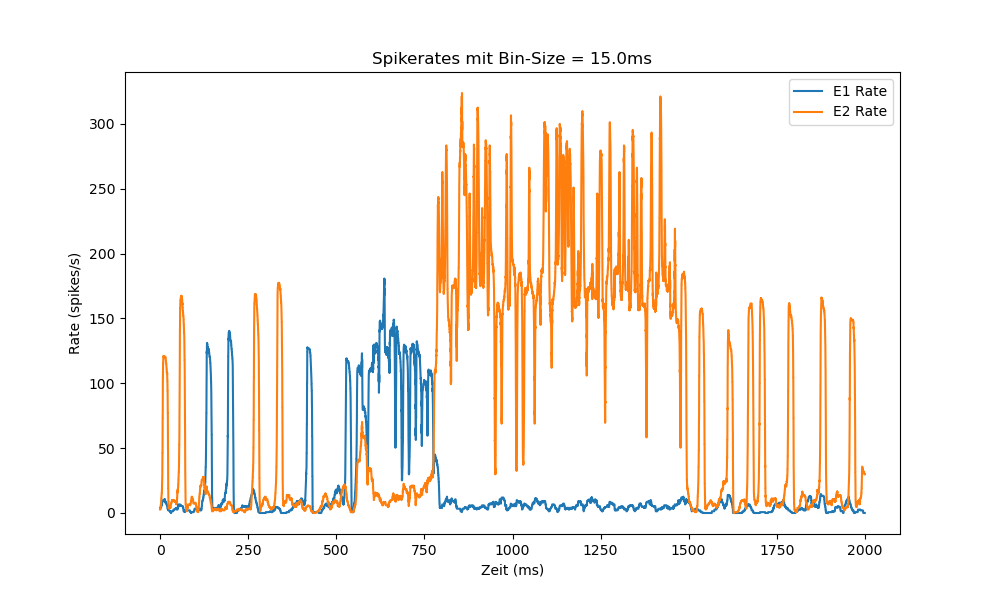 Spikerates mit Bin-Size = 15.0ms
E1 Rate
E2 Rate
300
250
200
150
100
50
0
Rate (spikes/s)
0 250 500 750 1000 1250 1500 1750 2000
Zeit (ms)